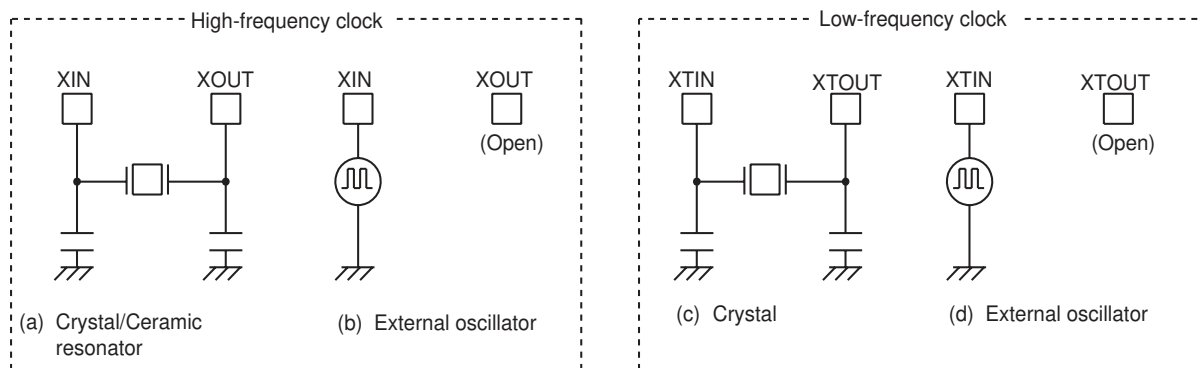 High-frequency clock
XIN
XOUT
XIN
XOUT
(Open)
(a) Crystal/Ceramic
resonator
(b) External oscillator
Low-frequency clock
XTIN
XTOUT
XTIN
XTOUT
(Open)
(c) Crystal
(d) External oscillator